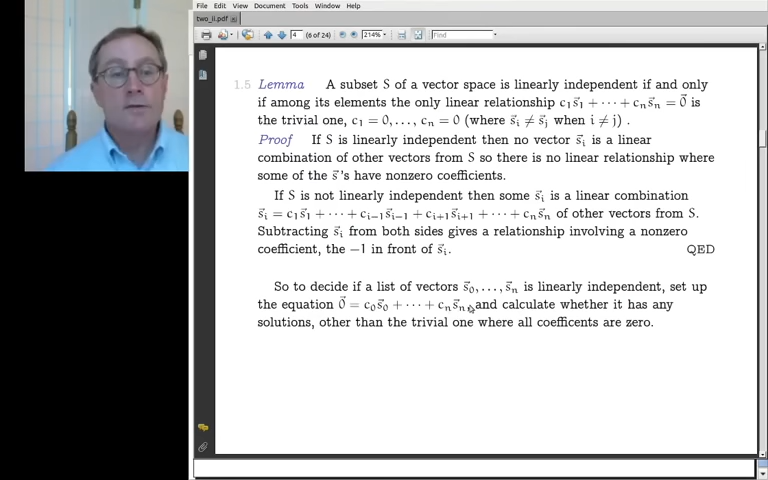 File Edit View Document Tools Window Help
two_ii.pdf
4 (6 of 24) 214% Find
1.5 Lemma A subset S of a vector space is linearly independent if and only
if among its elements the only linear relationship c₁s⃗₁ + ··· + cₙs⃗ₙ = 0⃗ is
the trivial one, c₁ = 0, ..., cₙ = 0 (where s⃗ᵢ ≠ s⃗ⱼ when i ≠ j) .
Proof If S is linearly independent then no vector s⃗ᵢ is a linear
combination of other vectors from S so there is no linear relationship where
some of the s⃗ 's have nonzero coefficients.
If S is not linearly independent then some s⃗ᵢ is a linear combination
s⃗ᵢ = c₁s⃗₁ + ··· + cᵢ₋₁s⃗ᵢ₋₁ + cᵢ₊₁s⃗ᵢ₊₁ + ··· + cₙs⃗ₙ of other vectors from S.
Subtracting s⃗ᵢ from both sides gives a relationship involving a nonzero
coefficient, the −1 in front of s⃗ᵢ. QED
So to decide if a list of vectors s⃗₀, ..., s⃗ₙ is linearly independent, set up
the equation 0⃗ = c₀s⃗₀ + ··· + cₙs⃗ₙ, and calculate whether it has any
solutions, other than the trivial one where all coefficents are zero.